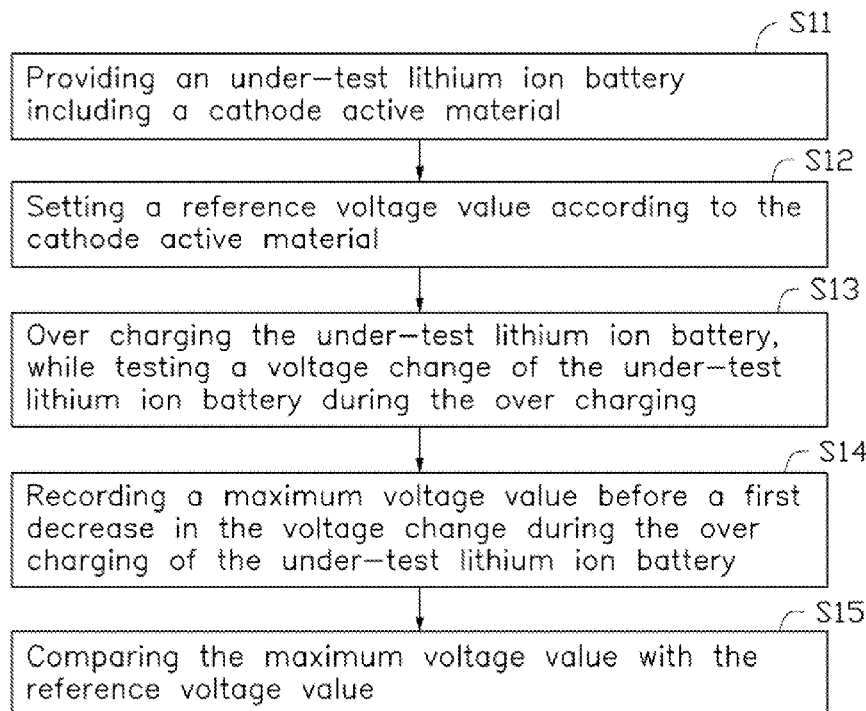 S11
Providing an under-test lithium ion battery
including a cathode active material
S12
Setting a reference voltage value according to the
cathode active material
S13
Over charging the under-test lithium ion battery,
while testing a voltage change of the under-test
lithium ion battery during the over charging
S14
Recording a maximum voltage value before a first
decrease in the voltage change during the over
charging of the under-test lithium ion battery
S15
Comparing the maximum voltage value with the
reference voltage value